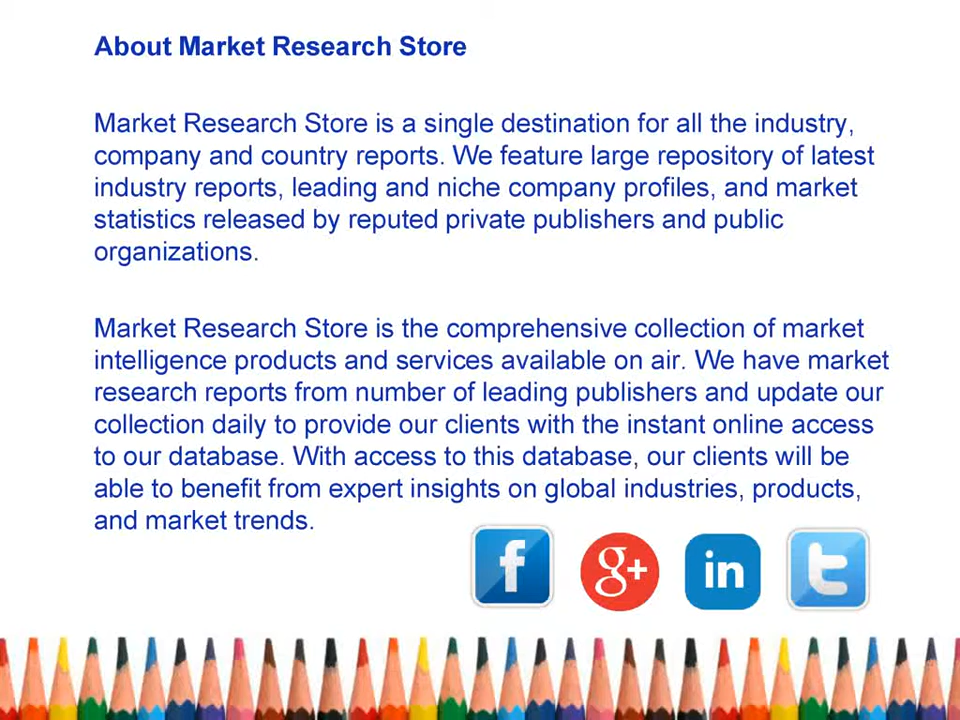 About Market Research Store
Market Research Store is a single destination for all the industry,
company and country reports. We feature large repository of latest
industry reports, leading and niche company profiles, and market
statistics released by reputed private publishers and public
organizations.
Market Research Store is the comprehensive collection of market
intelligence products and services available on air. We have market
research reports from number of leading publishers and update our
collection daily to provide our clients with the instant online access
to our database. With access to this database, our clients will be
able to benefit from expert insights on global industries, products,
and market trends.
f g+ in t